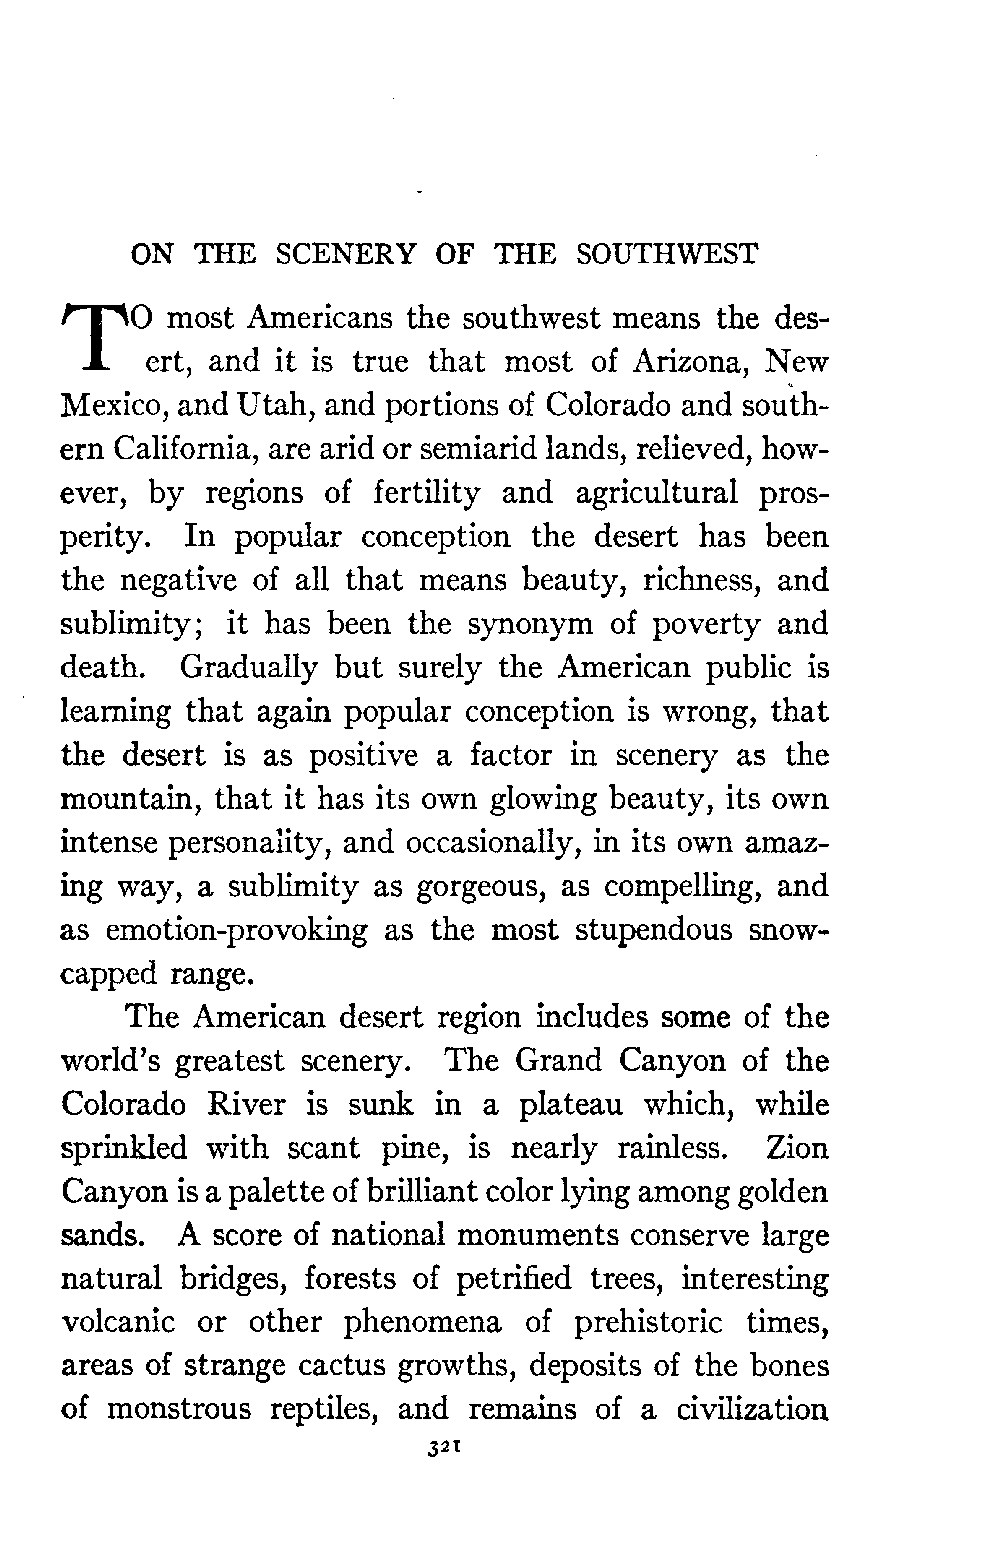 ON THE SCENERY OF THE SOUTHWEST
TO most Americans the southwest means the des-
ert, and it is true that most of Arizona, New
Mexico, and Utah, and portions of Colorado and south-
ern California, are arid or semiarid lands, relieved, how-
ever, by regions of fertility and agricultural pros-
perity. In popular conception the desert has been
the negative of all that means beauty, richness, and
sublimity; it has been the synonym of poverty and
death. Gradually but surely the American public is
learning that again popular conception is wrong, that
the desert is as positive a factor in scenery as the
mountain, that it has its own glowing beauty, its own
intense personality, and occasionally, in its own amaz-
ing way, a sublimity as gorgeous, as compelling, and
as emotion-provoking as the most stupendous snow-
capped range.
The American desert region includes some of the
world's greatest scenery. The Grand Canyon of the
Colorado River is sunk in a plateau which, while
sprinkled with scant pine, is nearly rainless. Zion
Canyon is a palette of brilliant color lying among golden
sands. A score of national monuments conserve large
natural bridges, forests of petrified trees, interesting
volcanic or other phenomena of prehistoric times,
areas of strange cactus growths, deposits of the bones
of monstrous reptiles, and remains of a civilization
321